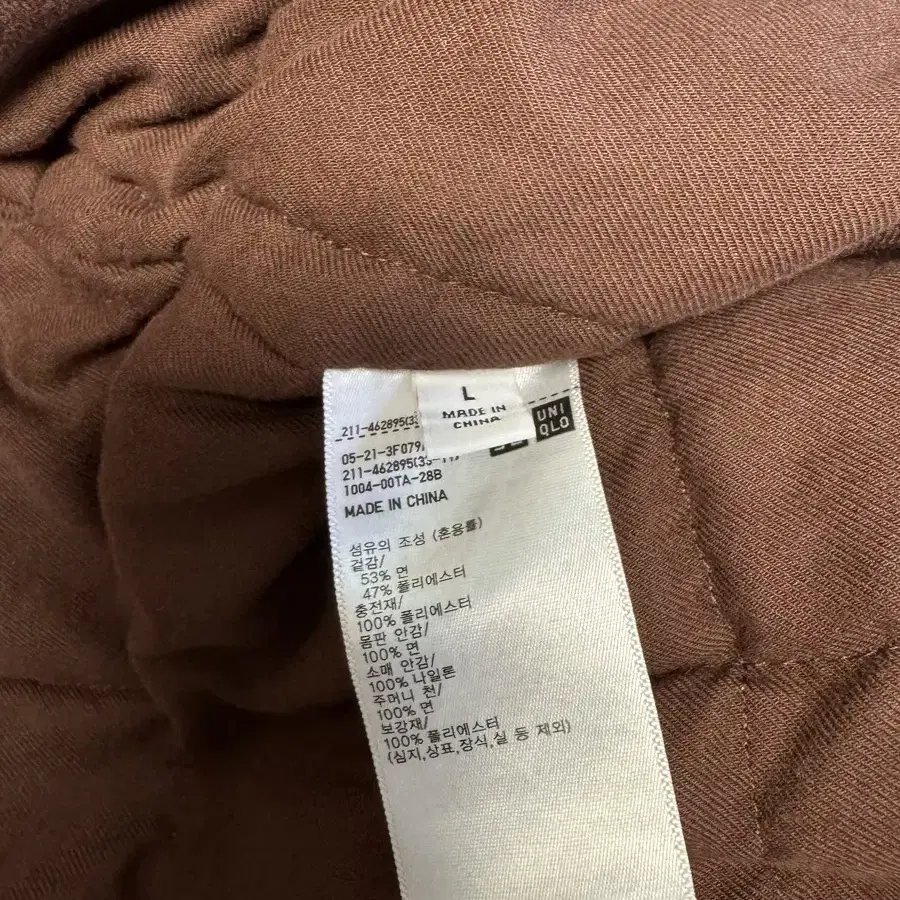 L
MADE IN
CHINA
UNI
QLO
211-462895(33
05-21-3F079
211-462895(33-11)
1004-00TA-28B
MADE IN CHINA
섬유의 조성 (혼용률)
겉감/
53% 면
47% 폴리에스터
충전재/
100% 폴리에스터
몸판 안감/
100% 면
소매 안감/
100% 나일론
주머니 천/
100% 면
보강재/
100% 폴리에스터
(심지,상표,장식,실 등 제외)